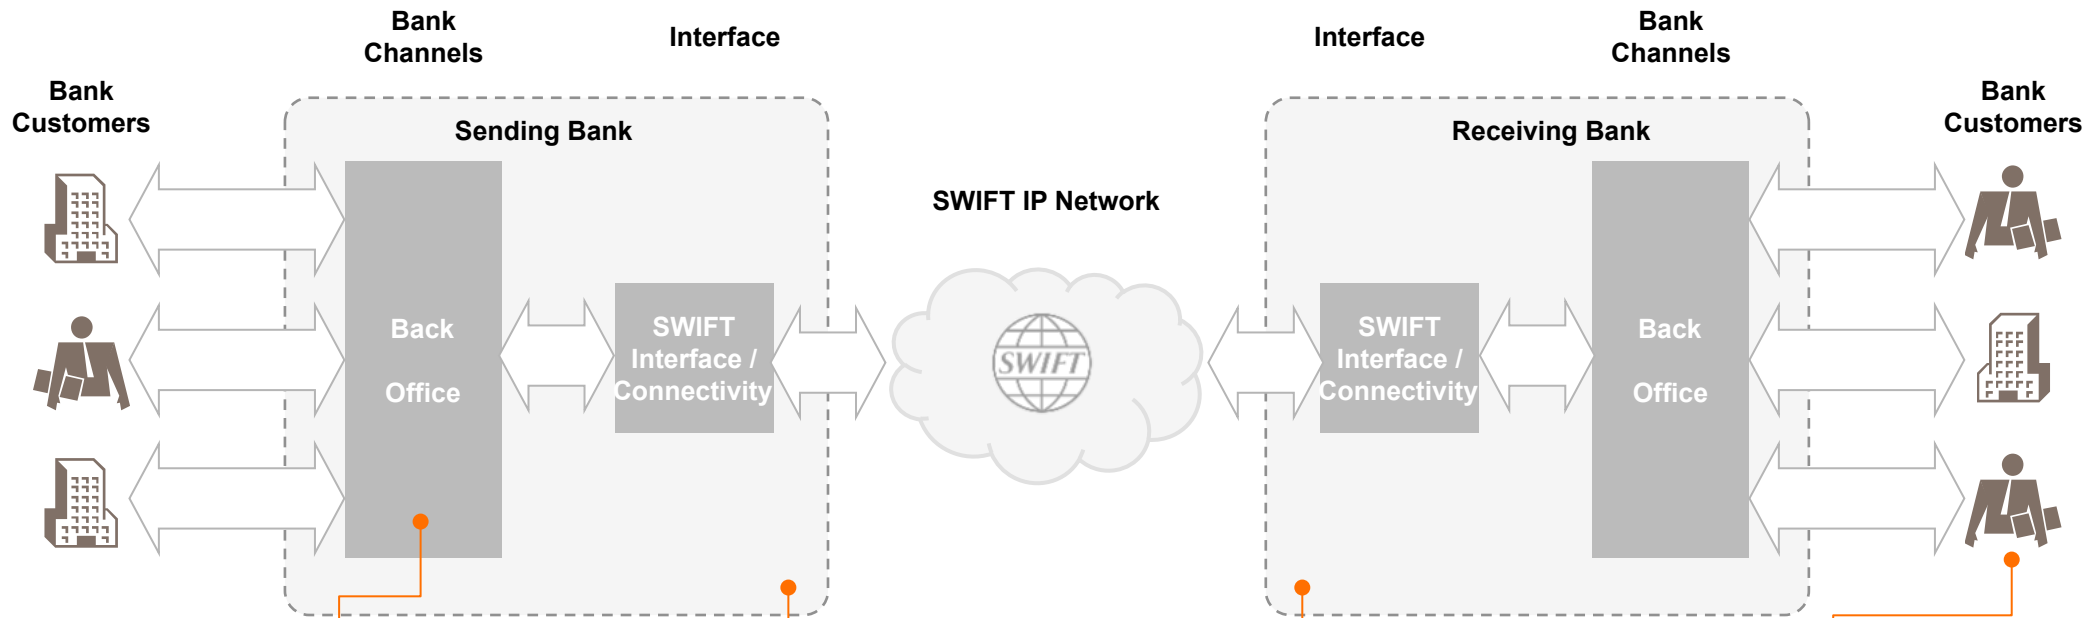 Bank
Channels
Interface
Interface
Bank
Channels
Bank
Customers
Bank
Customers
Sending Bank
Receiving Bank
SWIFT IP Network
Back
Office
SWIFT
Interface /
Connectivity
SWIFT
SWIFT
Interface /
Connectivity
Back
Office